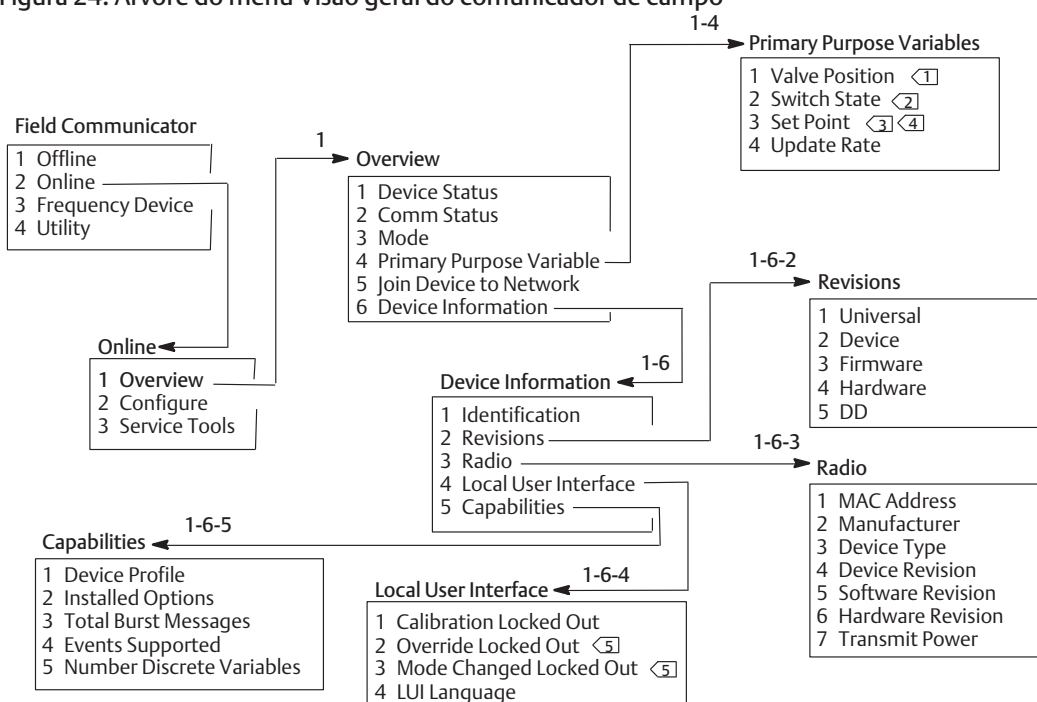 Figura 24. Árvore do menu Visão geral do comunicador de campo
1-4
Primary Purpose Variables
1 Valve Position 1
2 Switch State 2
3 Set Point 3 4
4 Update Rate
Field Communicator
1 Offline
2 Online
3 Frequency Device
4 Utility
1
Overview
1 Device Status
2 Comm Status
3 Mode
4 Primary Purpose Variable
5 Join Device to Network
6 Device Information
1-6-2
Revisions
1 Universal
2 Device
3 Firmware
4 Hardware
5 DD
Online
1 Overview
2 Configure
3 Service Tools
1-6
Device Information
1 Identification
2 Revisions
3 Radio
4 Local User Interface
5 Capabilities
1-6-3
Radio
1 MAC Address
2 Manufacturer
3 Device Type
4 Device Revision
5 Software Revision
6 Hardware Revision
7 Transmit Power
1-6-5
Capabilities
1 Device Profile
2 Installed Options
3 Total Burst Messages
4 Events Supported
5 Number Discrete Variables
1-6-4
Local User Interface
1 Calibration Locked Out
2 Override Locked Out 5
3 Mode Changed Locked Out 5
4 LUI Language